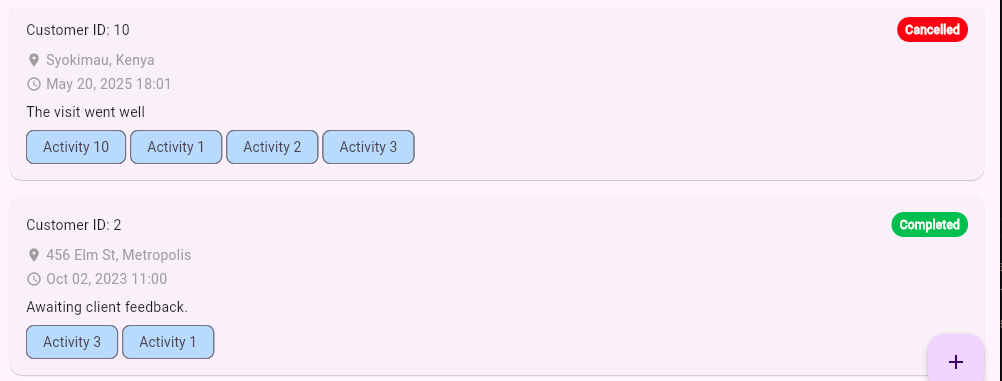 Customer ID: 10
Cancelled
Syokimau, Kenya
May 20, 2025 18:01
The visit went well
Activity 10 Activity 1 Activity 2 Activity 3
Customer ID: 2
Completed
456 Elm St, Metropolis
Oct 02, 2023 11:00
Awaiting client feedback.
Activity 3 Activity 1
+